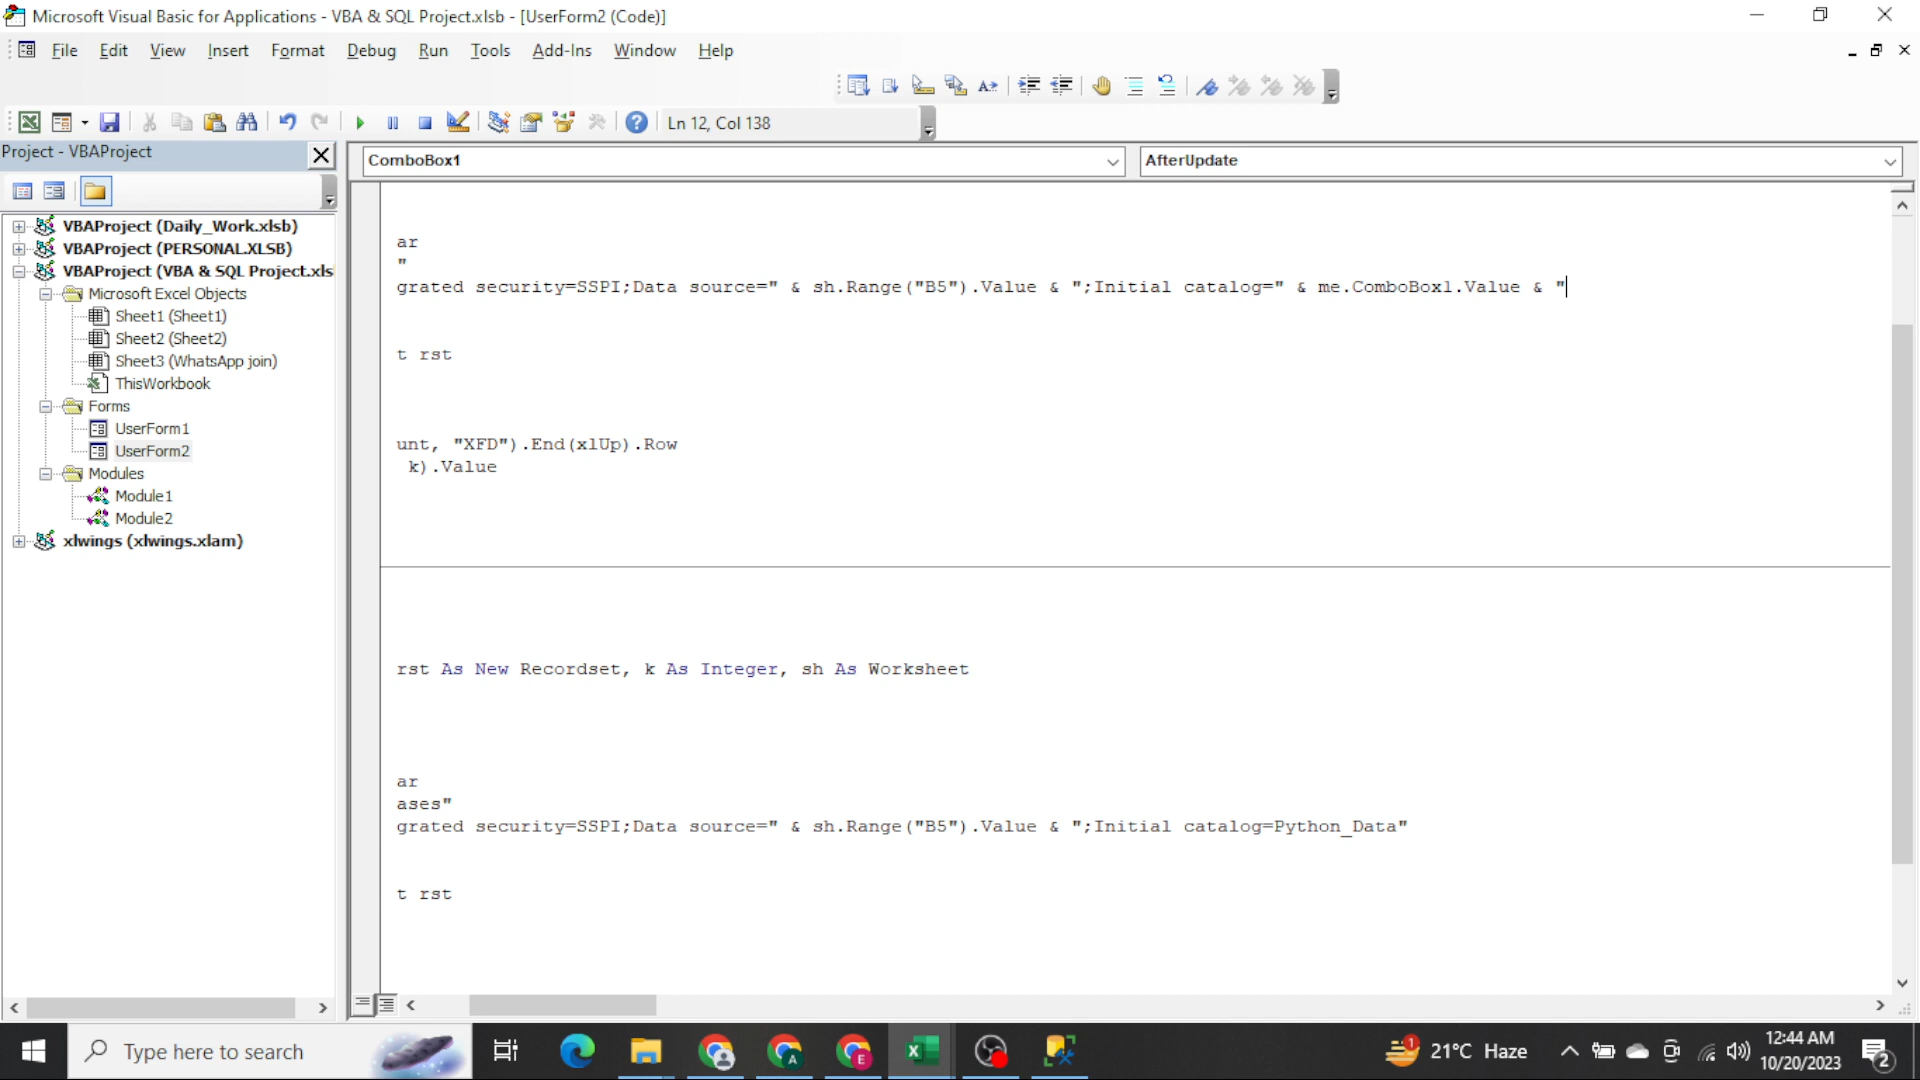 Microsoft Visual Basic for Applications - VBA & SQL Project.xlsb - [UserForm2 (Code)]
File Edit View Insert Format Debug Run Tools Add-Ins Window Help
Ln 12, Col 138
Project - VBAProject
ComboBox1
AfterUpdate
VBAProject (Daily_Work.xlsb)
VBAProject (PERSONAL.XLSB)
VBAProject (VBA & SQL Project.xls
Microsoft Excel Objects
Sheet1 (Sheet1)
Sheet2 (Sheet2)
Sheet3 (WhatsApp join)
ThisWorkbook
Forms
UserForm1
UserForm2
Modules
Module1
Module2
xlwings (xlwings.xlam)
ar
"
grated security=SSPI;Data source=" & sh.Range("B5").Value & ";Initial catalog=" & me.ComboBox1.Value & "
t rst
unt, "XFD").End(xlUp).Row
k).Value
rst As New Recordset, k As Integer, sh As Worksheet
ar
ases"
grated security=SSPI;Data source=" & sh.Range("B5").Value & ";Initial catalog=Python_Data"
t rst
Type here to search
1
21°C Haze
12:44 AM
10/20/2023
2